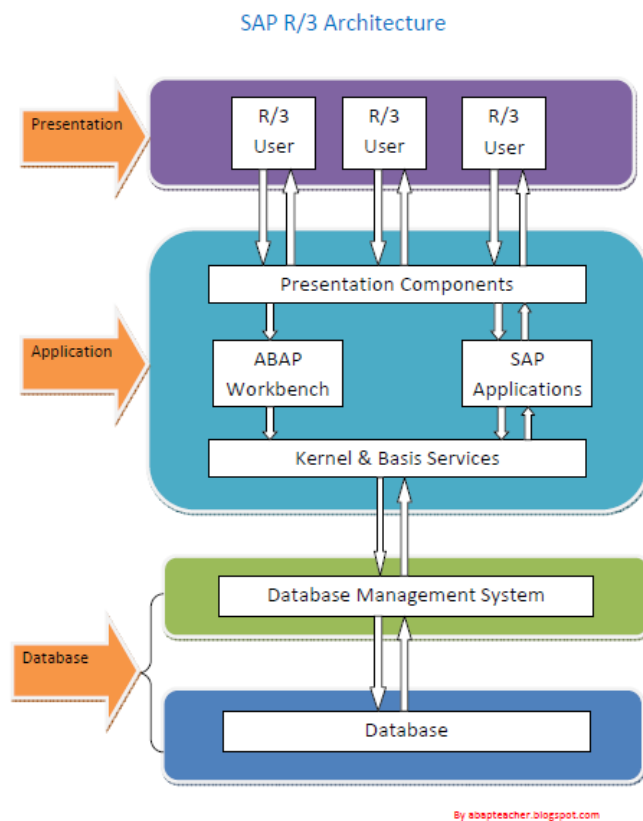 SAP R/3 Architecture
Presentation
R/3
User
R/3
User
R/3
User
Presentation Components
Application
ABAP
Workbench
SAP
Applications
Kernel & Basis Services
Database Management System
Database
Database
By abapteacher.blogspot.com